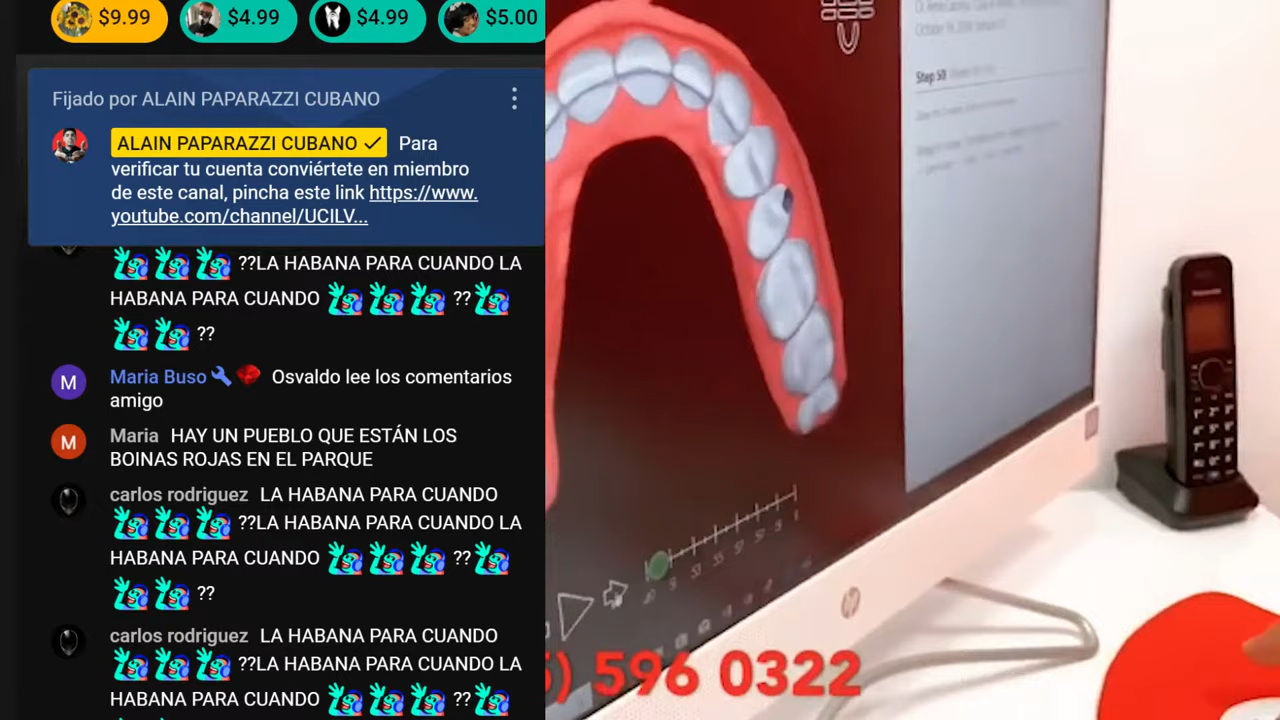 $9.99
$4.99
$4.99
$5.00
Fijado por ALAIN PAPARAZZI CUBANO
ALAIN PAPARAZZI CUBANO Para
verificar tu cuenta conviértete en miembro
de este canal, pincha este link https://www.
youtube.com/channel/UCILV...
??LA HABANA PARA CUANDO LA
HABANA PARA CUANDO ??
??
M
Maria Buso Osvaldo lee los comentarios
amigo
M
Maria HAY UN PUEBLO QUE ESTÁN LOS
BOINAS ROJAS EN EL PARQUE
carlos rodriguez LA HABANA PARA CUANDO
??LA HABANA PARA CUANDO LA
HABANA PARA CUANDO ??
??
carlos rodriguez LA HABANA PARA CUANDO
??LA HABANA PARA CUANDO LA
HABANA PARA CUANDO ??
Step 50
hp
5) 596 0322